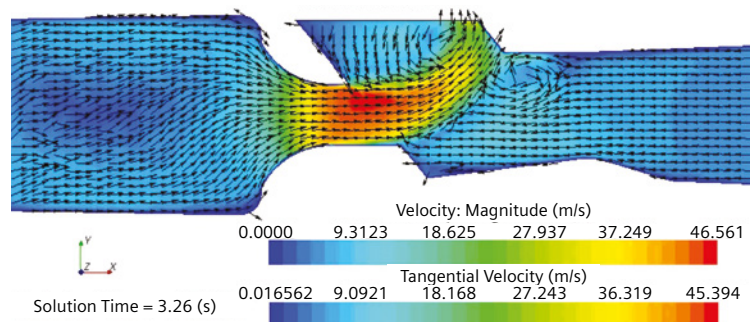 Velocity: Magnitude (m/s)
0.0000 9.3123 18.625 27.937 37.249 46.561
Tangential Velocity (m/s)
0.016562 9.0921 18.168 27.243 36.319 45.394
Y
Z X
Solution Time = 3.26 (s)